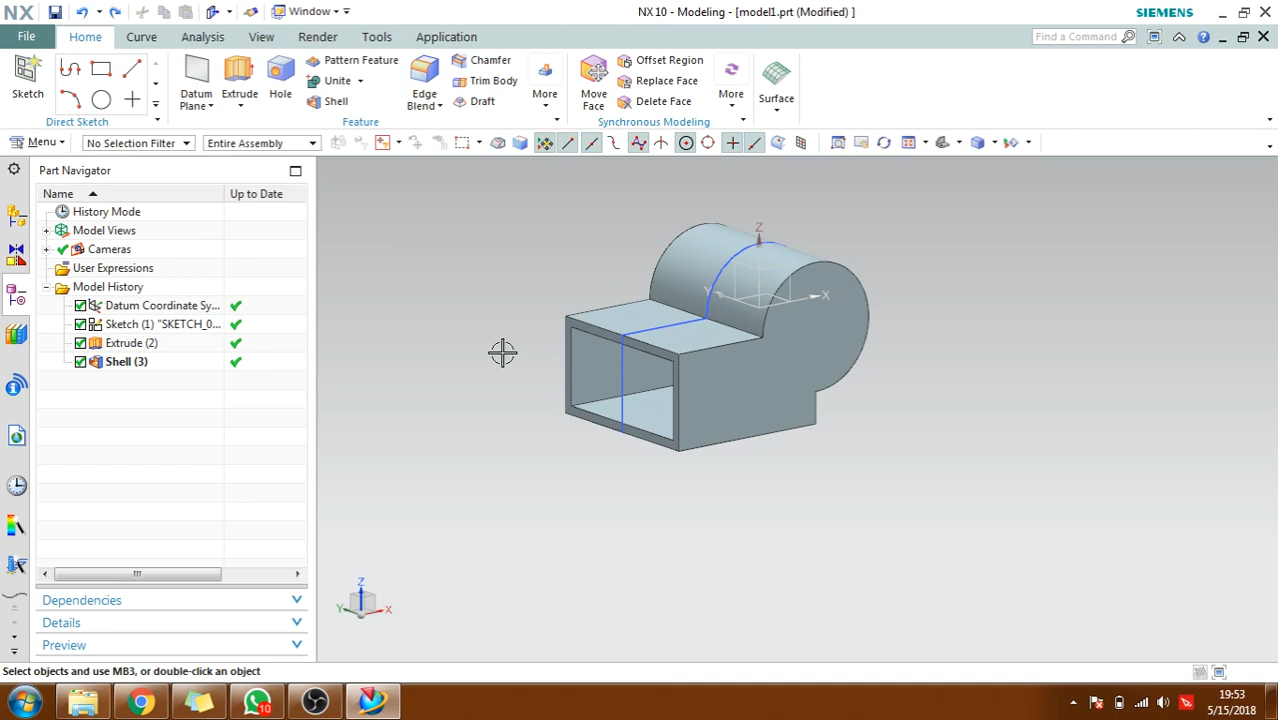 NX
Window
NX 10 - Modeling - [model1.prt (Modified) ]
SIEMENS
File
Home
Curve
Analysis
View
Render
Tools
Application
Find a Command
Sketch
Direct Sketch
Datum
Plane
Extrude
Hole
Pattern Feature
Unite
Shell
Edge
Blend
Chamfer
Trim Body
Draft
More
Feature
Move
Face
Offset Region
Replace Face
Delete Face
More
Synchronous Modeling
Surface
Menu
No Selection Filter
Entire Assembly
Part Navigator
Name
Up to Date
History Mode
Model Views
Cameras
User Expressions
Model History
Datum Coordinate Sy...
Sketch (1) "SKETCH_0...
Extrude (2)
Shell (3)
Dependencies
Details
Preview
Z
Y
X
Z
Y
X
Select objects and use MB3, or double-click an object
10
19:53
5/15/2018